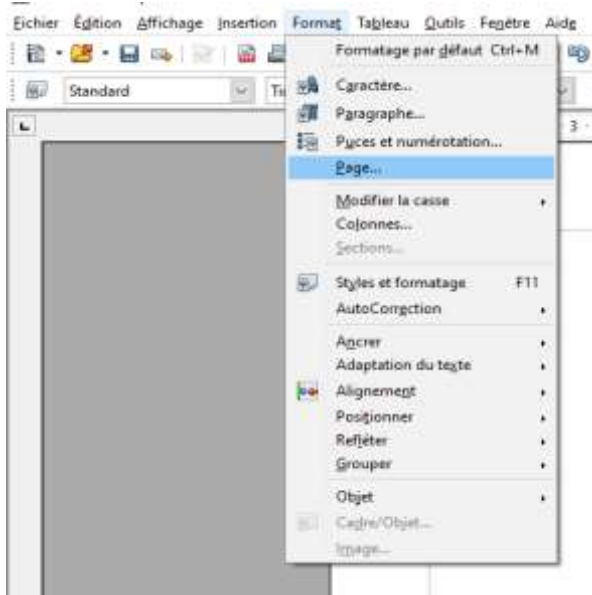 Fichier Édition Affichage Insertion Format Tableau Outils Fenêtre Aide
Formatage par défaut Ctrl+M
Standard
Caractère...
Paragraphe...
3
Puces et numérotation...
Page...
Modifier la casse
Colonnes...
Sections...
Styles et formatage F11
AutoCorrection
Ancrer
Adaptation du texte
Alignement
Positionner
Refléter
Grouper
Objet
Cadre/Objet...
Image...